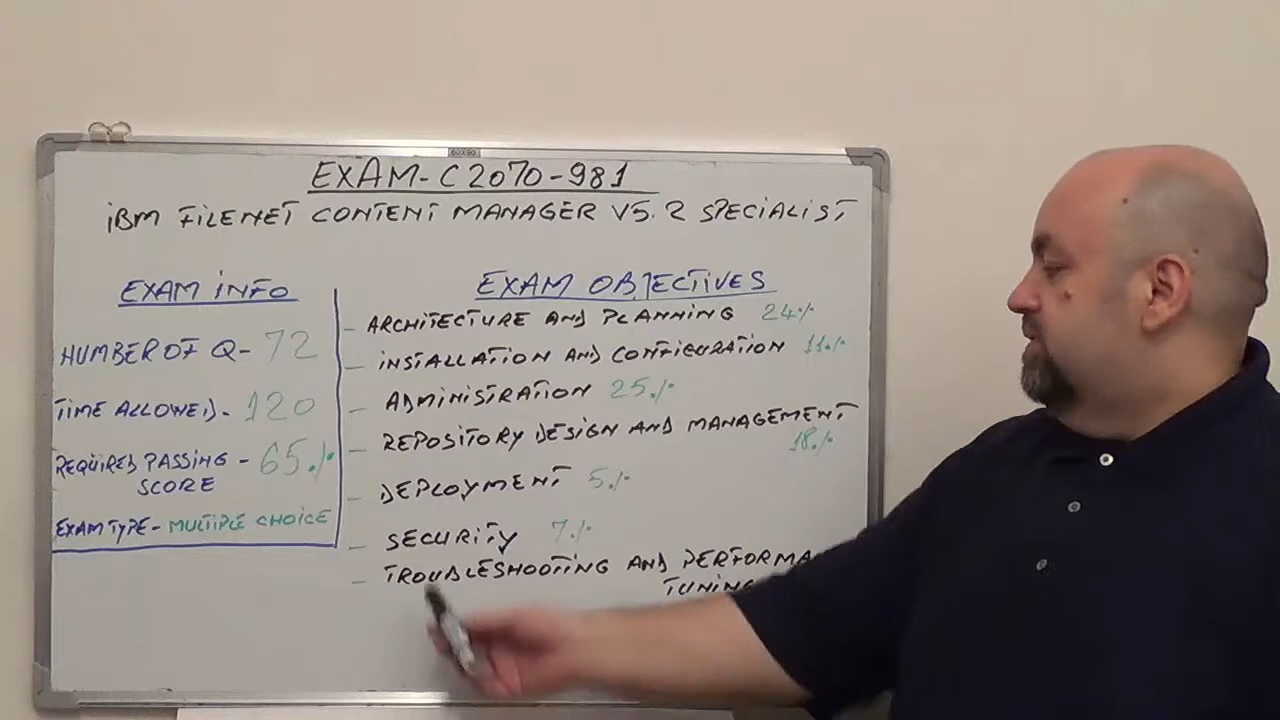 EXAM-C2070-981
IBM FILENET CONTENT MANAGER V5.2 SPECIALIST
EXAM INFO
NUMBER OF Q- 72
TIME ALLOWED- 120
REQUIRED PASSING - 65%
SCORE
EXAM TYPE- MULTIPLE CHOICE
EXAM OBJECTIVES
- ARCHITECTURE AND PLANNING 24%
- INSTALLATION AND CONFIGURATION 11%
- ADMINISTRATION 25%
- REPOSITORY DESIGN AND MANAGEMENT
18%
- DEPLOYMENT 5%
- SECURITY 7%
- TROUBLESHOOTING AND PERFORMA
TUNING